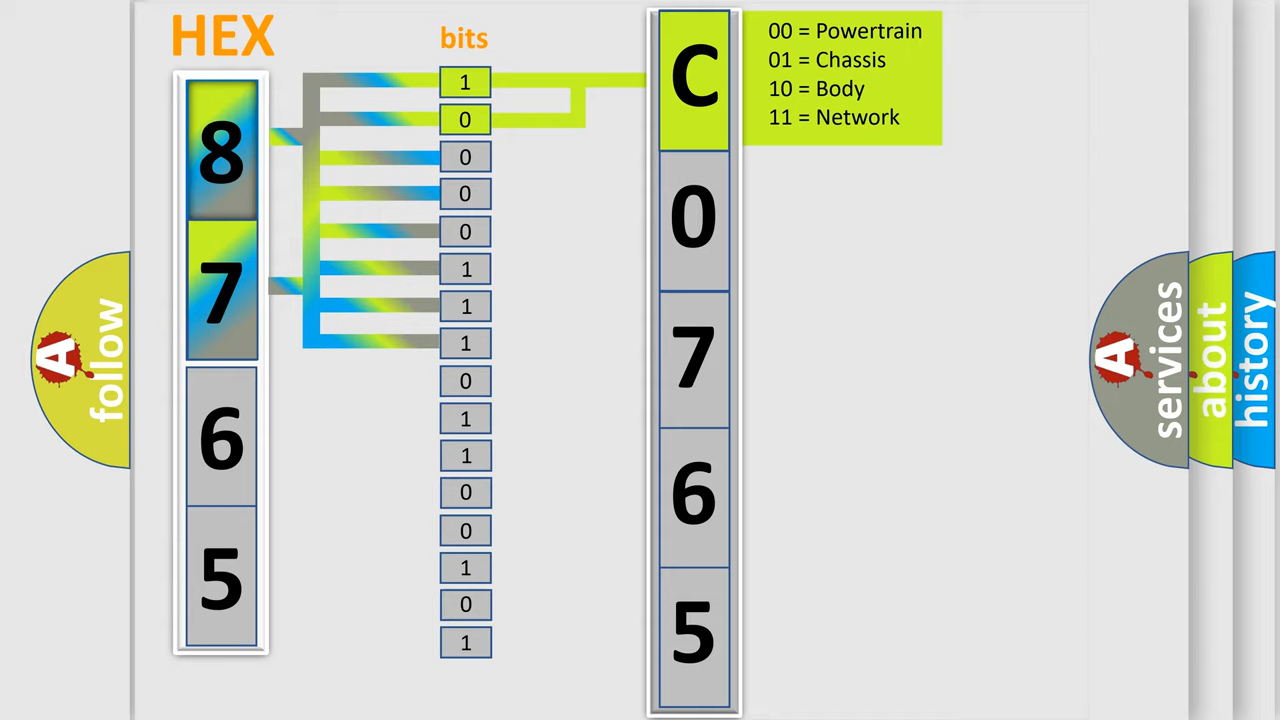 HEX
8
7
6
5
bits
1
0
0
0
0
1
1
1
0
1
1
0
0
1
0
1
C
0
7
6
5
00 = Powertrain
01 = Chassis
10 = Body
11 = Network
A
follow
A
services
about
history